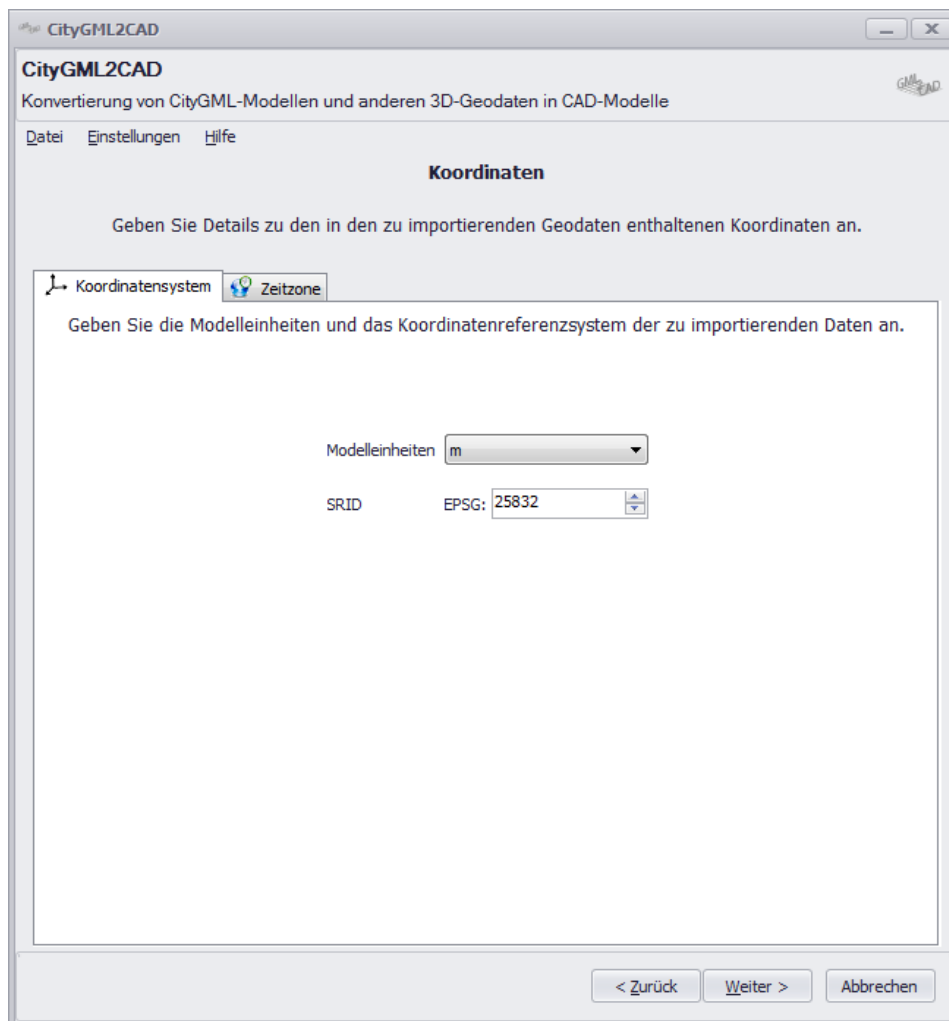 CityGML2CAD
CityGML2CAD
Konvertierung von CityGML-Modellen und anderen 3D-Geodaten in CAD-Modelle
Datei Einstellungen Hilfe
Koordinaten
Geben Sie Details zu den in den zu importierenden Geodaten enthaltenen Koordinaten an.
Koordinatensystem Zeitzone
Geben Sie die Modelleinheiten und das Koordinatenreferenzsystem der zu importierenden Daten an.
Modelleinheiten m
SRID EPSG: 25832
< Zurück Weiter > Abbrechen